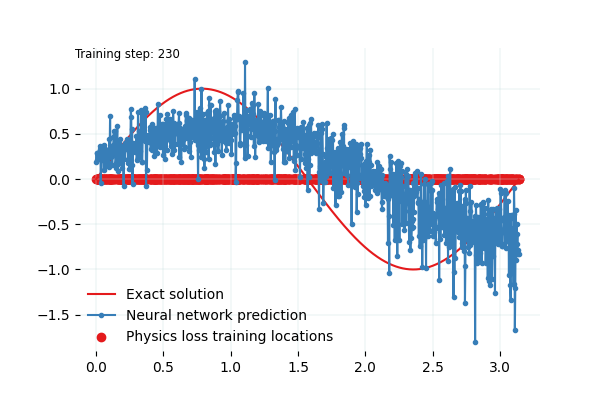 Training step: 230
1.0
0.5
0.0
−0.5
−1.0
−1.5
Exact solution
Neural network prediction
Physics loss training locations
0.0 0.5 1.0 1.5 2.0 2.5 3.0